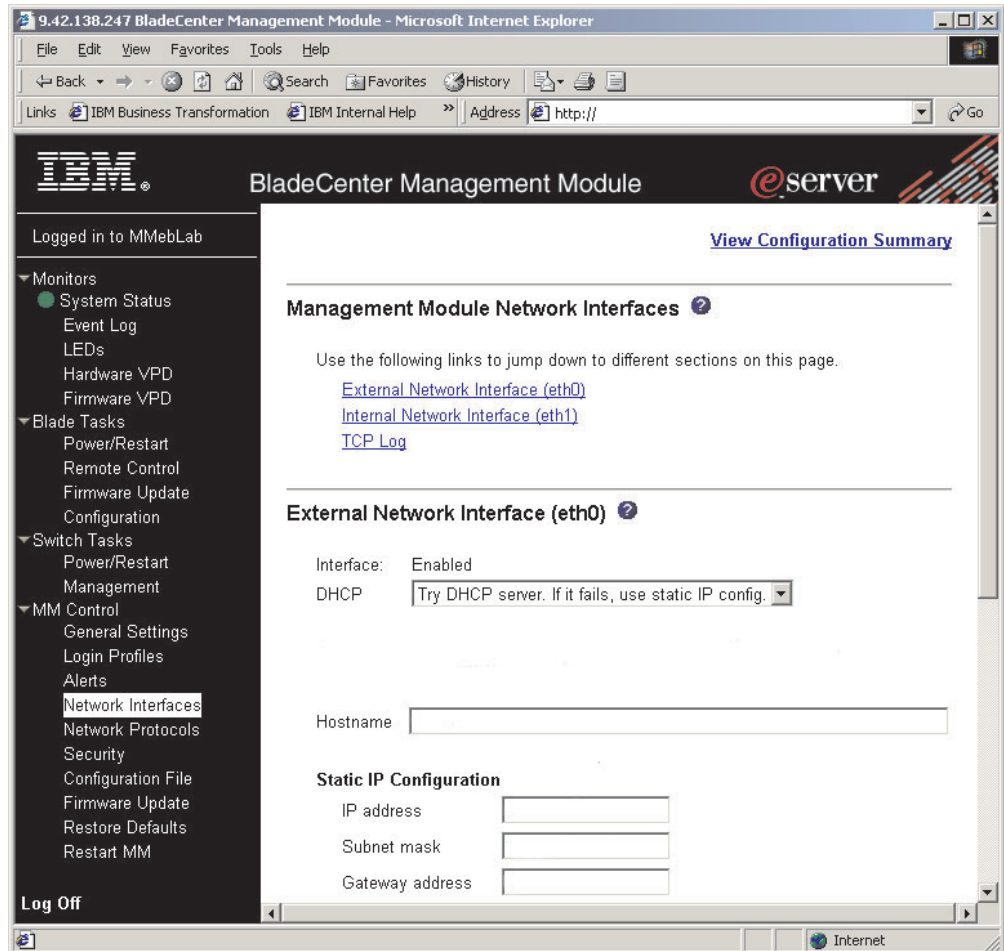 9.42.138.247 BladeCenter Management Module - Microsoft Internet Explorer
File Edit View Favorites Tools Help
Back Search Favorites History
Links IBM Business Transformation IBM Internal Help » Address http:// Go
IBM® BladeCenter Management Module eserver
Logged in to MMebLab
Monitors
System Status
Event Log
LEDs
Hardware VPD
Firmware VPD
Blade Tasks
Power/Restart
Remote Control
Firmware Update
Configuration
Switch Tasks
Power/Restart
Management
MM Control
General Settings
Login Profiles
Alerts
Network Interfaces
Network Protocols
Security
Configuration File
Firmware Update
Restore Defaults
Restart MM
Log Off
View Configuration Summary
Management Module Network Interfaces ?
Use the following links to jump down to different sections on this page.
External Network Interface (eth0)
Internal Network Interface (eth1)
TCP Log
External Network Interface (eth0) ?
Interface: Enabled
DHCP Try DHCP server. If it fails, use static IP config.
Hostname
Static IP Configuration
IP address
Subnet mask
Gateway address
Internet